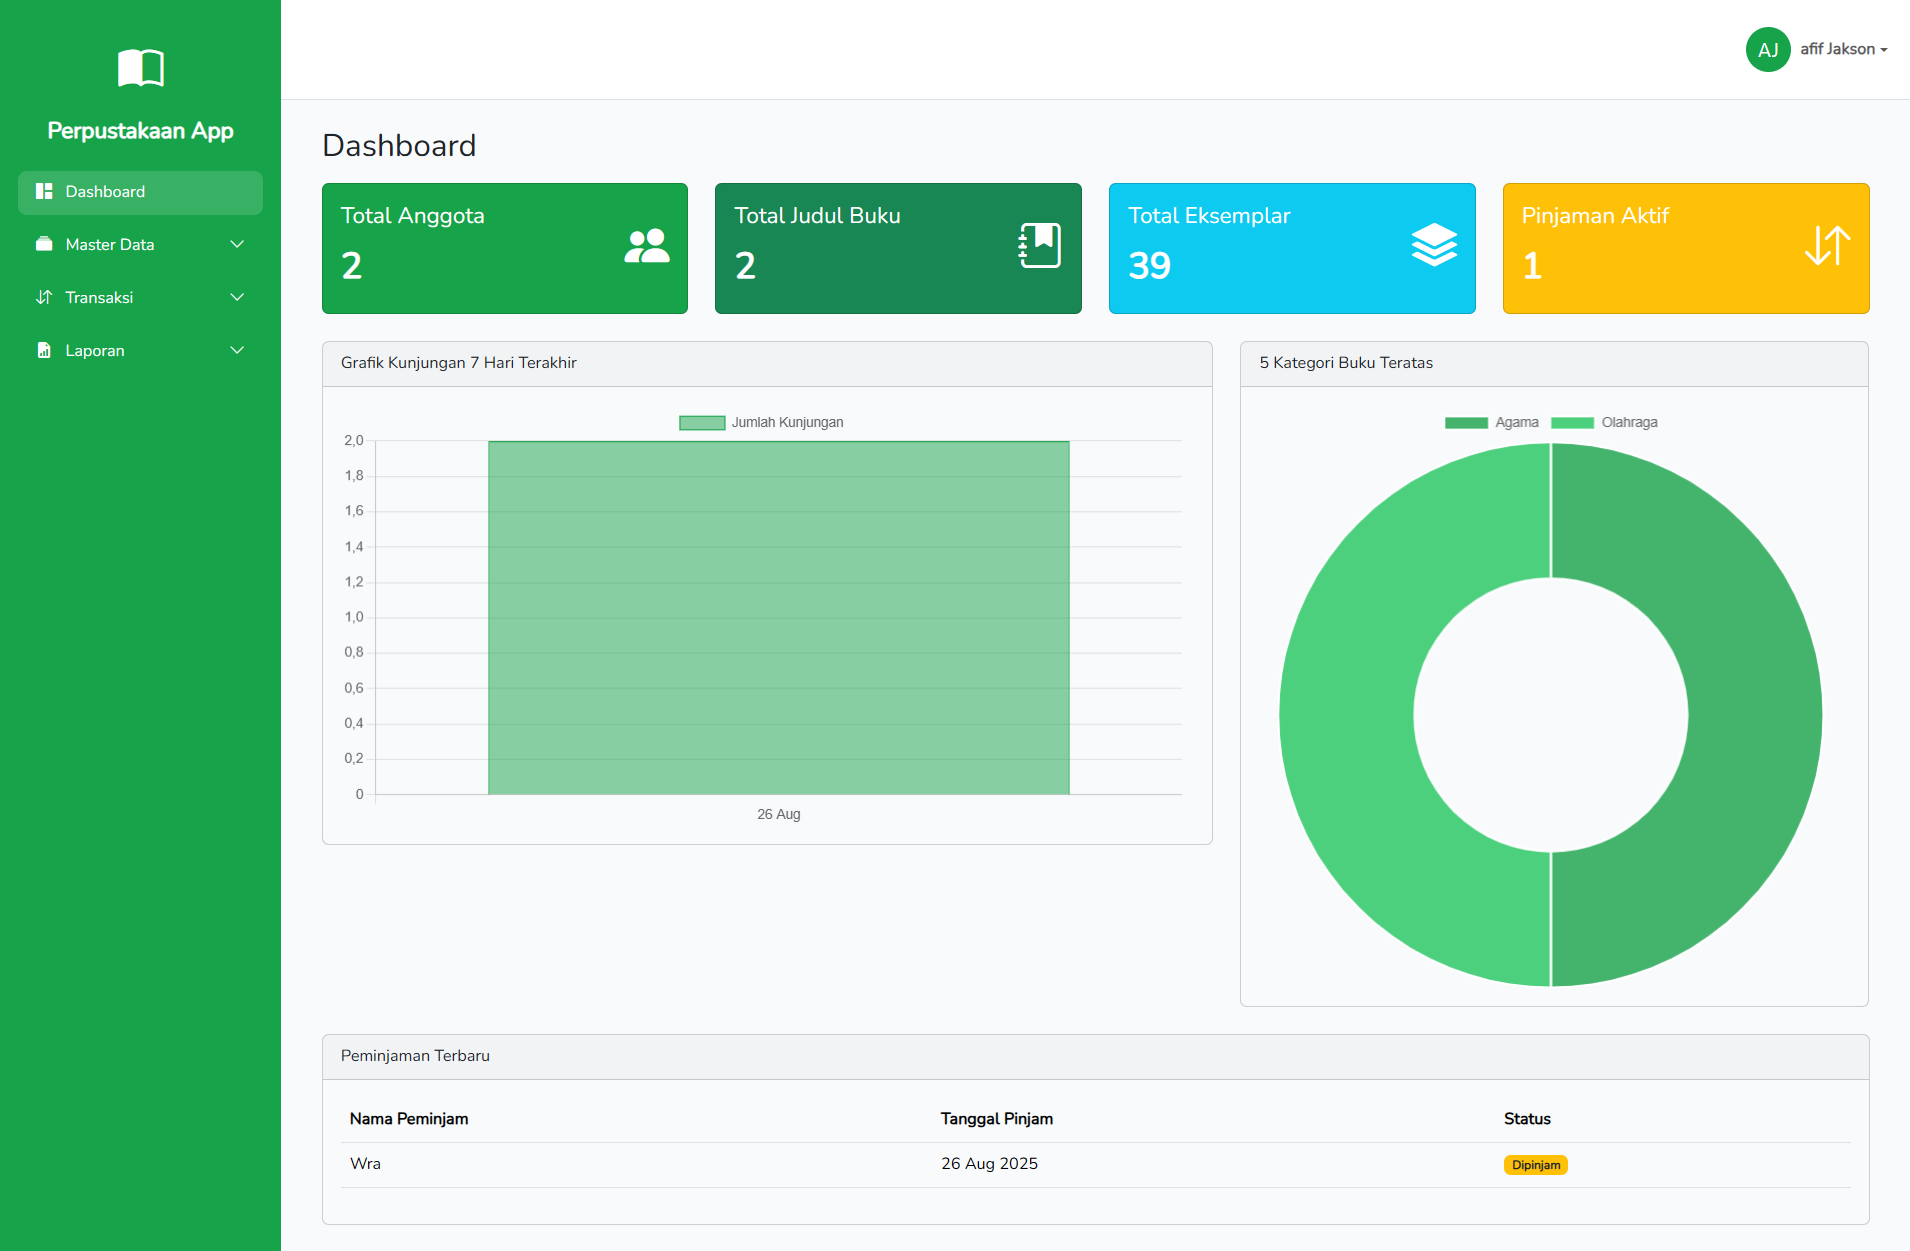 AJ
afif Jakson
Perpustakaan App
Dashboard
Master Data
Transaksi
Laporan
Dashboard
Total Anggota
2
Total Judul Buku
2
Total Eksemplar
39
Pinjaman Aktif
1
Grafik Kunjungan 7 Hari Terakhir
Jumlah Kunjungan
2,0
1,8
1,6
1,4
1,2
1,0
0,8
0,6
0,4
0,2
0
26 Aug
5 Kategori Buku Teratas
Agama Olahraga
Peminjaman Terbaru
Nama Peminjam Tanggal Pinjam Status
Wra 26 Aug 2025 Dipinjam